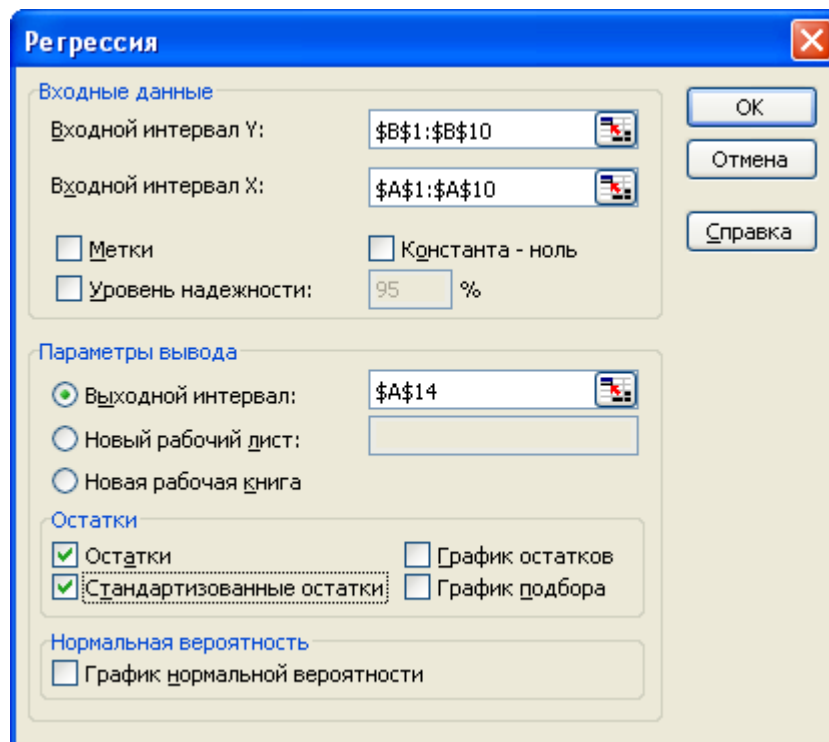 Регрессия
Входные данные
Входной интервал Y: $B$1:$B$10
Входной интервал X: $A$1:$A$10
Метки Константа - ноль
Уровень надежности: 95 %
ОК
Отмена
Справка
Параметры вывода
Выходной интервал: $A$14
Новый рабочий лист:
Новая рабочая книга
Остатки
Остатки График остатков
Стандартизованные остатки График подбора
Нормальная вероятность
График нормальной вероятности